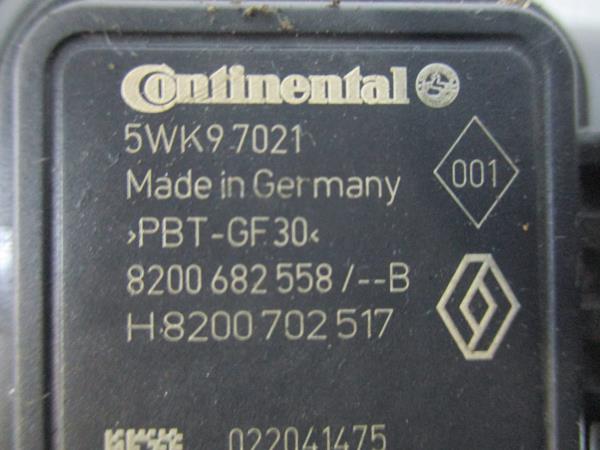 Continental
5WK9 7021
Made in Germany
001
›PBT-GF30‹
8200 682 558 /--B
H·8200 702 517
022041475